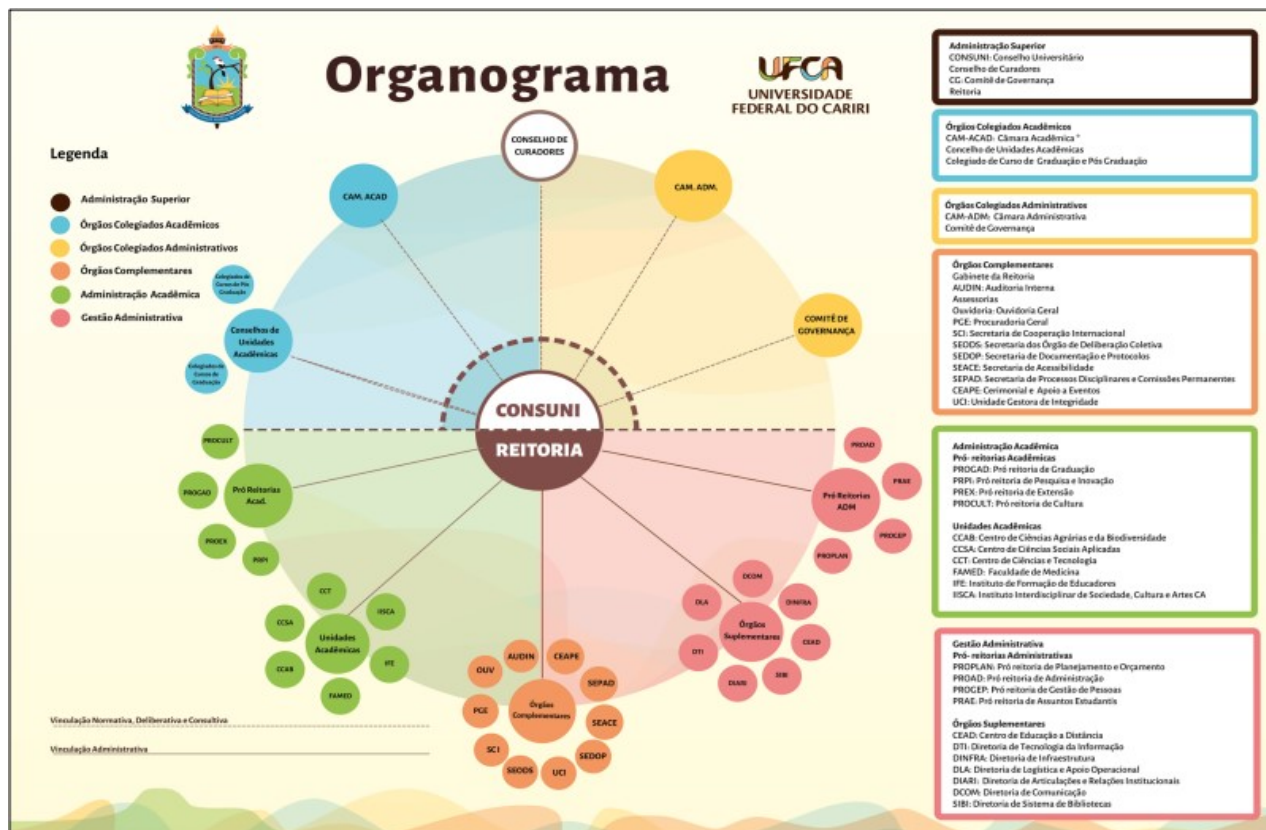 Organograma
UFCA
UNIVERSIDADE
FEDERAL DO CARIRI
Legenda
Administração Superior
Órgãos Colegiados Acadêmicos
Órgãos Colegiados Administrativos
Órgãos Complementares
Administração Acadêmica
Gestão Administrativa
CONSELHO DE
CURADORES
CAM. ACAD
CAM. ADM.
COMITÊ DE
GOVERNANÇA
Colegiados de
Curso de Pós
Graduação
Conselhos de
Unidades
Acadêmicas
Colegiados de
Cursos de
Graduação
CONSUNI
REITORIA
PROCULT
PROGAD
Pró Reitorias
Acad.
PROEX
PRPI
PROAD
PRAE
Pró Reitorias
ADM
PROGEP
PROPLAN
CCT
CCSA
IISCA
Unidades
Acadêmicas
CCAB
IFE
FAMED
DCOM
DLA
DINFRA
Órgãos
Suplementares
CEAD
DTI
DIARI
SIBI
AUDIN
CEAPE
OUV
SEPAD
PGE
Órgãos
Complementares
SEACE
SCI
SEDOP
SEODS
UCI
Vinculação Normativa, Deliberativa e Consultiva
Vinculação Administrativa
Administração Superior
CONSUNI: Conselho Universitário
Conselho de Curadores
CG: Comitê de Governança
Reitoria
Órgãos Colegiados Acadêmicos
CAM-ACAD: Câmara Acadêmica *
Concelho de Unidades Acadêmicas
Colegiado de Curso de Graduação e Pós Graduação
Órgãos Colegiados Administrativos
CAM-ADM: Câmara Administrativa
Comitê de Governança
Órgãos Complementares
Gabinete da Reitoria
AUDIN: Auditoria Interna
Assessorias
Ouvidoria: Ouvidoria Geral
PGE: Procuradoria Geral
SCI: Secretaria de Cooperação Internacional
SEODS: Secretaria dos Órgão de Deliberação Coletiva
SEDOP: Secretaria de Documentação e Protocolos
SEACE: Secretaria de Acessibilidade
SEPAD: Secretaria de Processos Disciplinares e Comissões Permanentes
CEAPE: Cerimonial e Apoio a Eventos
UCI: Unidade Gestora de Integridade
Administração Acadêmica
Pró- reitorias Acadêmicas
PROGAD: Pró reitoria de Graduação
PRPI: Pró reitoria de Pesquisa e Inovação
PREX: Pró reitoria de Extensão
PROCULT: Pró reitoria de Cultura
Unidades Acadêmicas
CCAB: Centro de Ciências Agrárias e da Biodiversidade
CCSA: Centro de Ciências Sociais Aplicadas
CCT: Centro de Ciências e Tecnologia
FAMED: Faculdade de Medicina
IFE: Instituto de Formação de Educadores
IISCA: Instituto Interdisciplinar de Sociedade, Cultura e Artes CA
Gestão Administrativa
Pró- reitorias Administrativas
PROPLAN: Pró reitoria de Planejamento e Orçamento
PROAD: Pró reitoria de Administração
PROGEP: Pró reitoria de Gestão de Pessoas
PRAE: Pró reitoria de Assuntos Estudantis
Órgãos Suplementares
CEAD: Centro de Educação a Distância
DTI: Diretoria de Tecnologia da Informação
DINFRA: Diretoria de Infraestrutura
DLA: Diretoria de Logística e Apoio Operacional
DIARI: Diretoria de Articulações e Relações Institucionais
DCOM: Diretoria de Comunicação
SIBI: Diretoria de Sistema de Bibliotecas